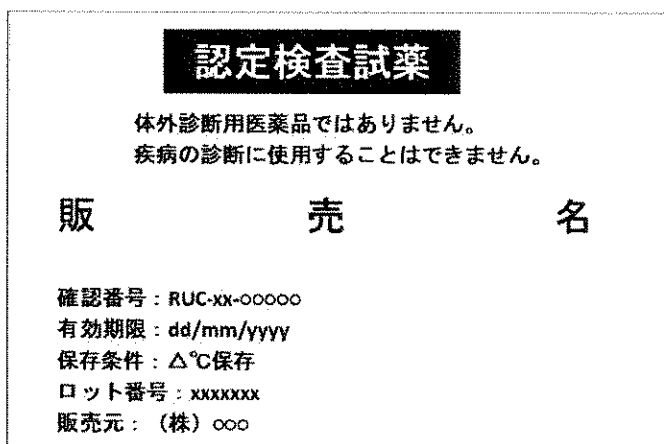 認定検査試薬
体外診断用医薬品ではありません。
疾病の診断に使用することはできません。
販 売 名
確認番号：RUC-xx-○○○○○
有効期限：dd/mm/yyyy
保存条件：△℃保存
ロット番号：xxxxxxx
販売元：（株）○○○